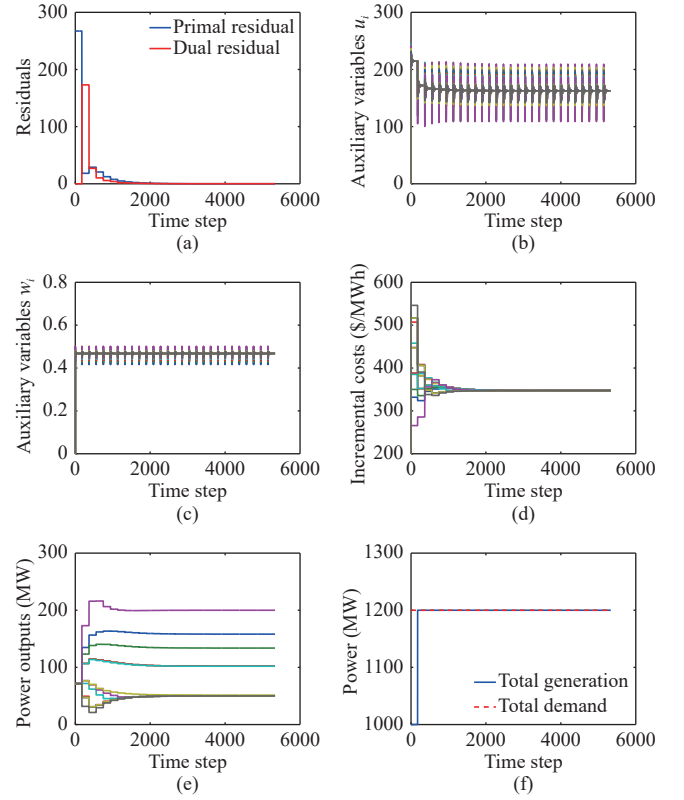 300
200
100
0
Residuals
Primal residual
Dual residual
0 2000 4000 6000
Time step
(a)
300
200
100
0
Auxiliary variables u_i
0 2000 4000 6000
Time step
(b)
0.8
0.6
0.4
0.2
0
Auxiliary variables w_i
0 2000 4000 6000
Time step
(c)
600
500
400
300
200
Incremental costs ($/MWh)
0 2000 4000 6000
Time step
(d)
300
200
100
0
Power outputs (MW)
0 2000 4000 6000
Time step
(e)
1300
1200
1100
1000
Power (MW)
Total generation
Total demand
0 2000 4000 6000
Time step
(f)